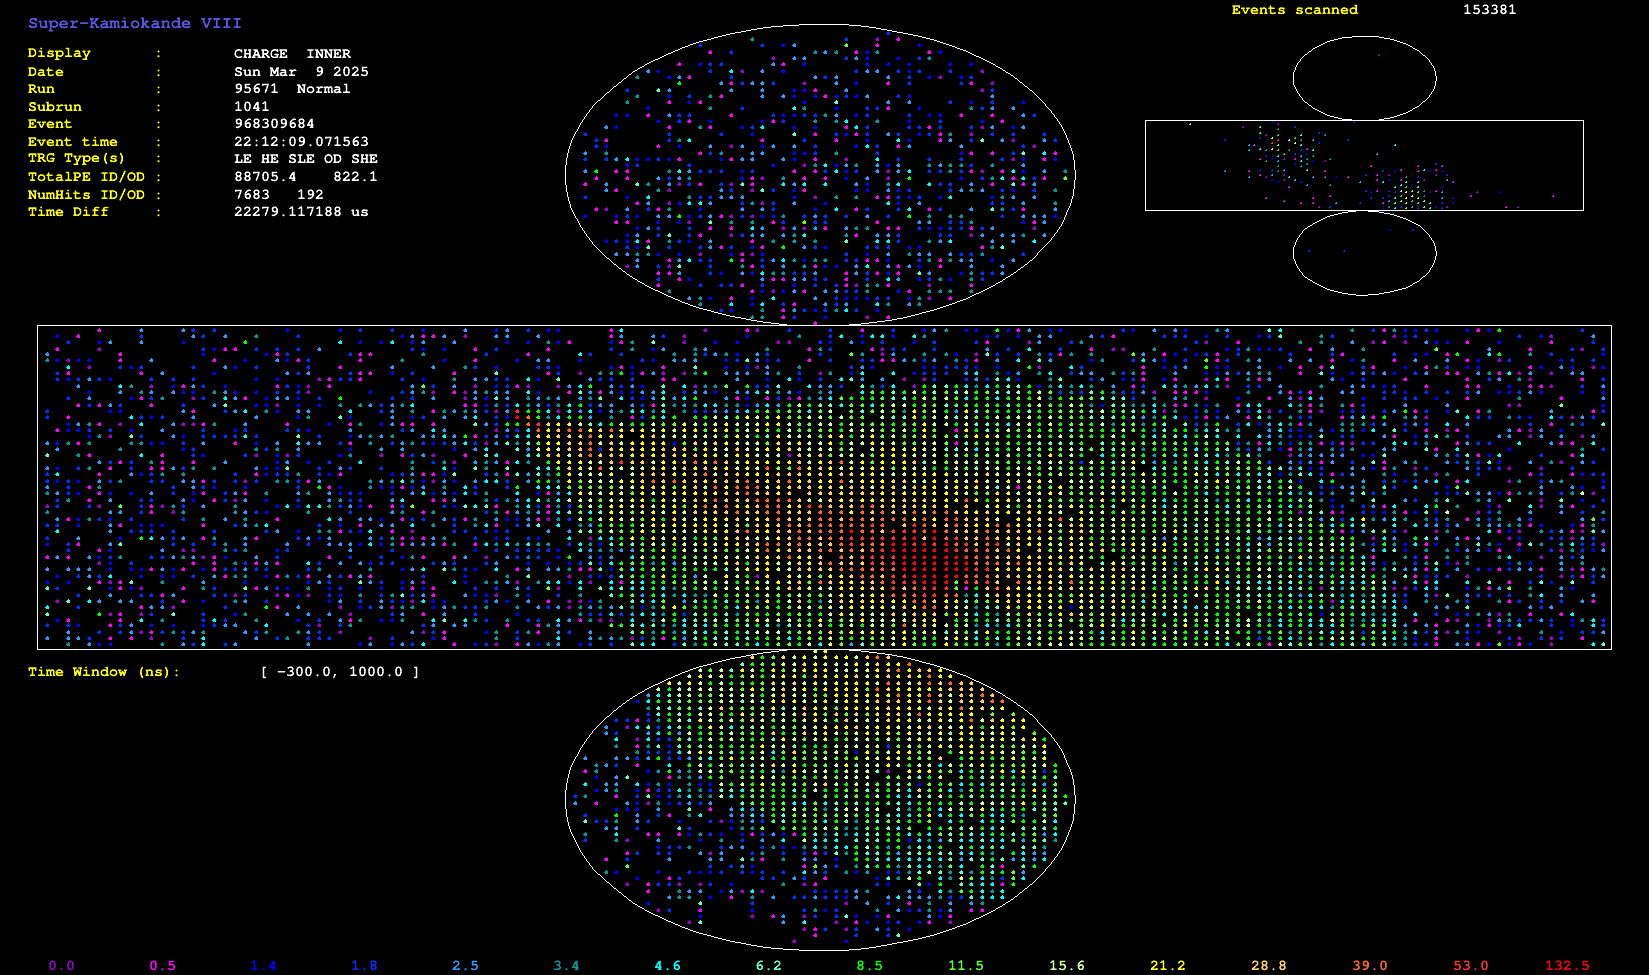 Super-Kamiokande VIII
Events scanned 153381
Display : CHARGE INNER
Date : Sun Mar 9 2025
Run : 95671 Normal
Subrun : 1041
Event : 968309684
Event time : 22:12:09.071563
TRG Type(s) : LE HE SLE OD SHE
TotalPE ID/OD : 88705.4 822.1
NumHits ID/OD : 7683 192
Time Diff : 22279.117188 us
Time Window (ns): [ -300.0, 1000.0 ]
0.0 0.5 1.4 1.8 2.5 3.4 4.6 6.2 8.5 11.5 15.6 21.2 28.8 39.0 53.0 132.5